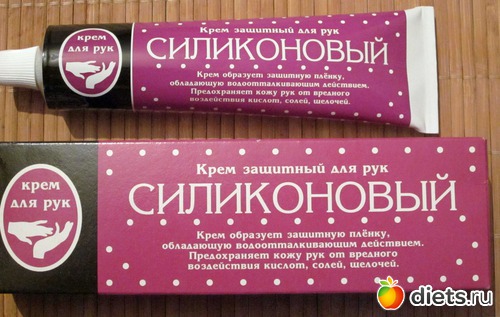 крем
для рук
Крем защитный для рук
СИЛИКОНОВЫЙ
Крем образует защитную плёнку,
обладающую водоотталкивающим действием.
Предохраняет кожу рук от вредного
воздействия кислот, солей, щелочей.
крем
для рук
Крем защитный для рук
СИЛИКОНОВЫЙ
Крем образует защитную плёнку,
обладающую водоотталкивающим действием.
Предохраняет кожу рук от вредного
воздействия кислот, солей, щелочей.
diets.ru